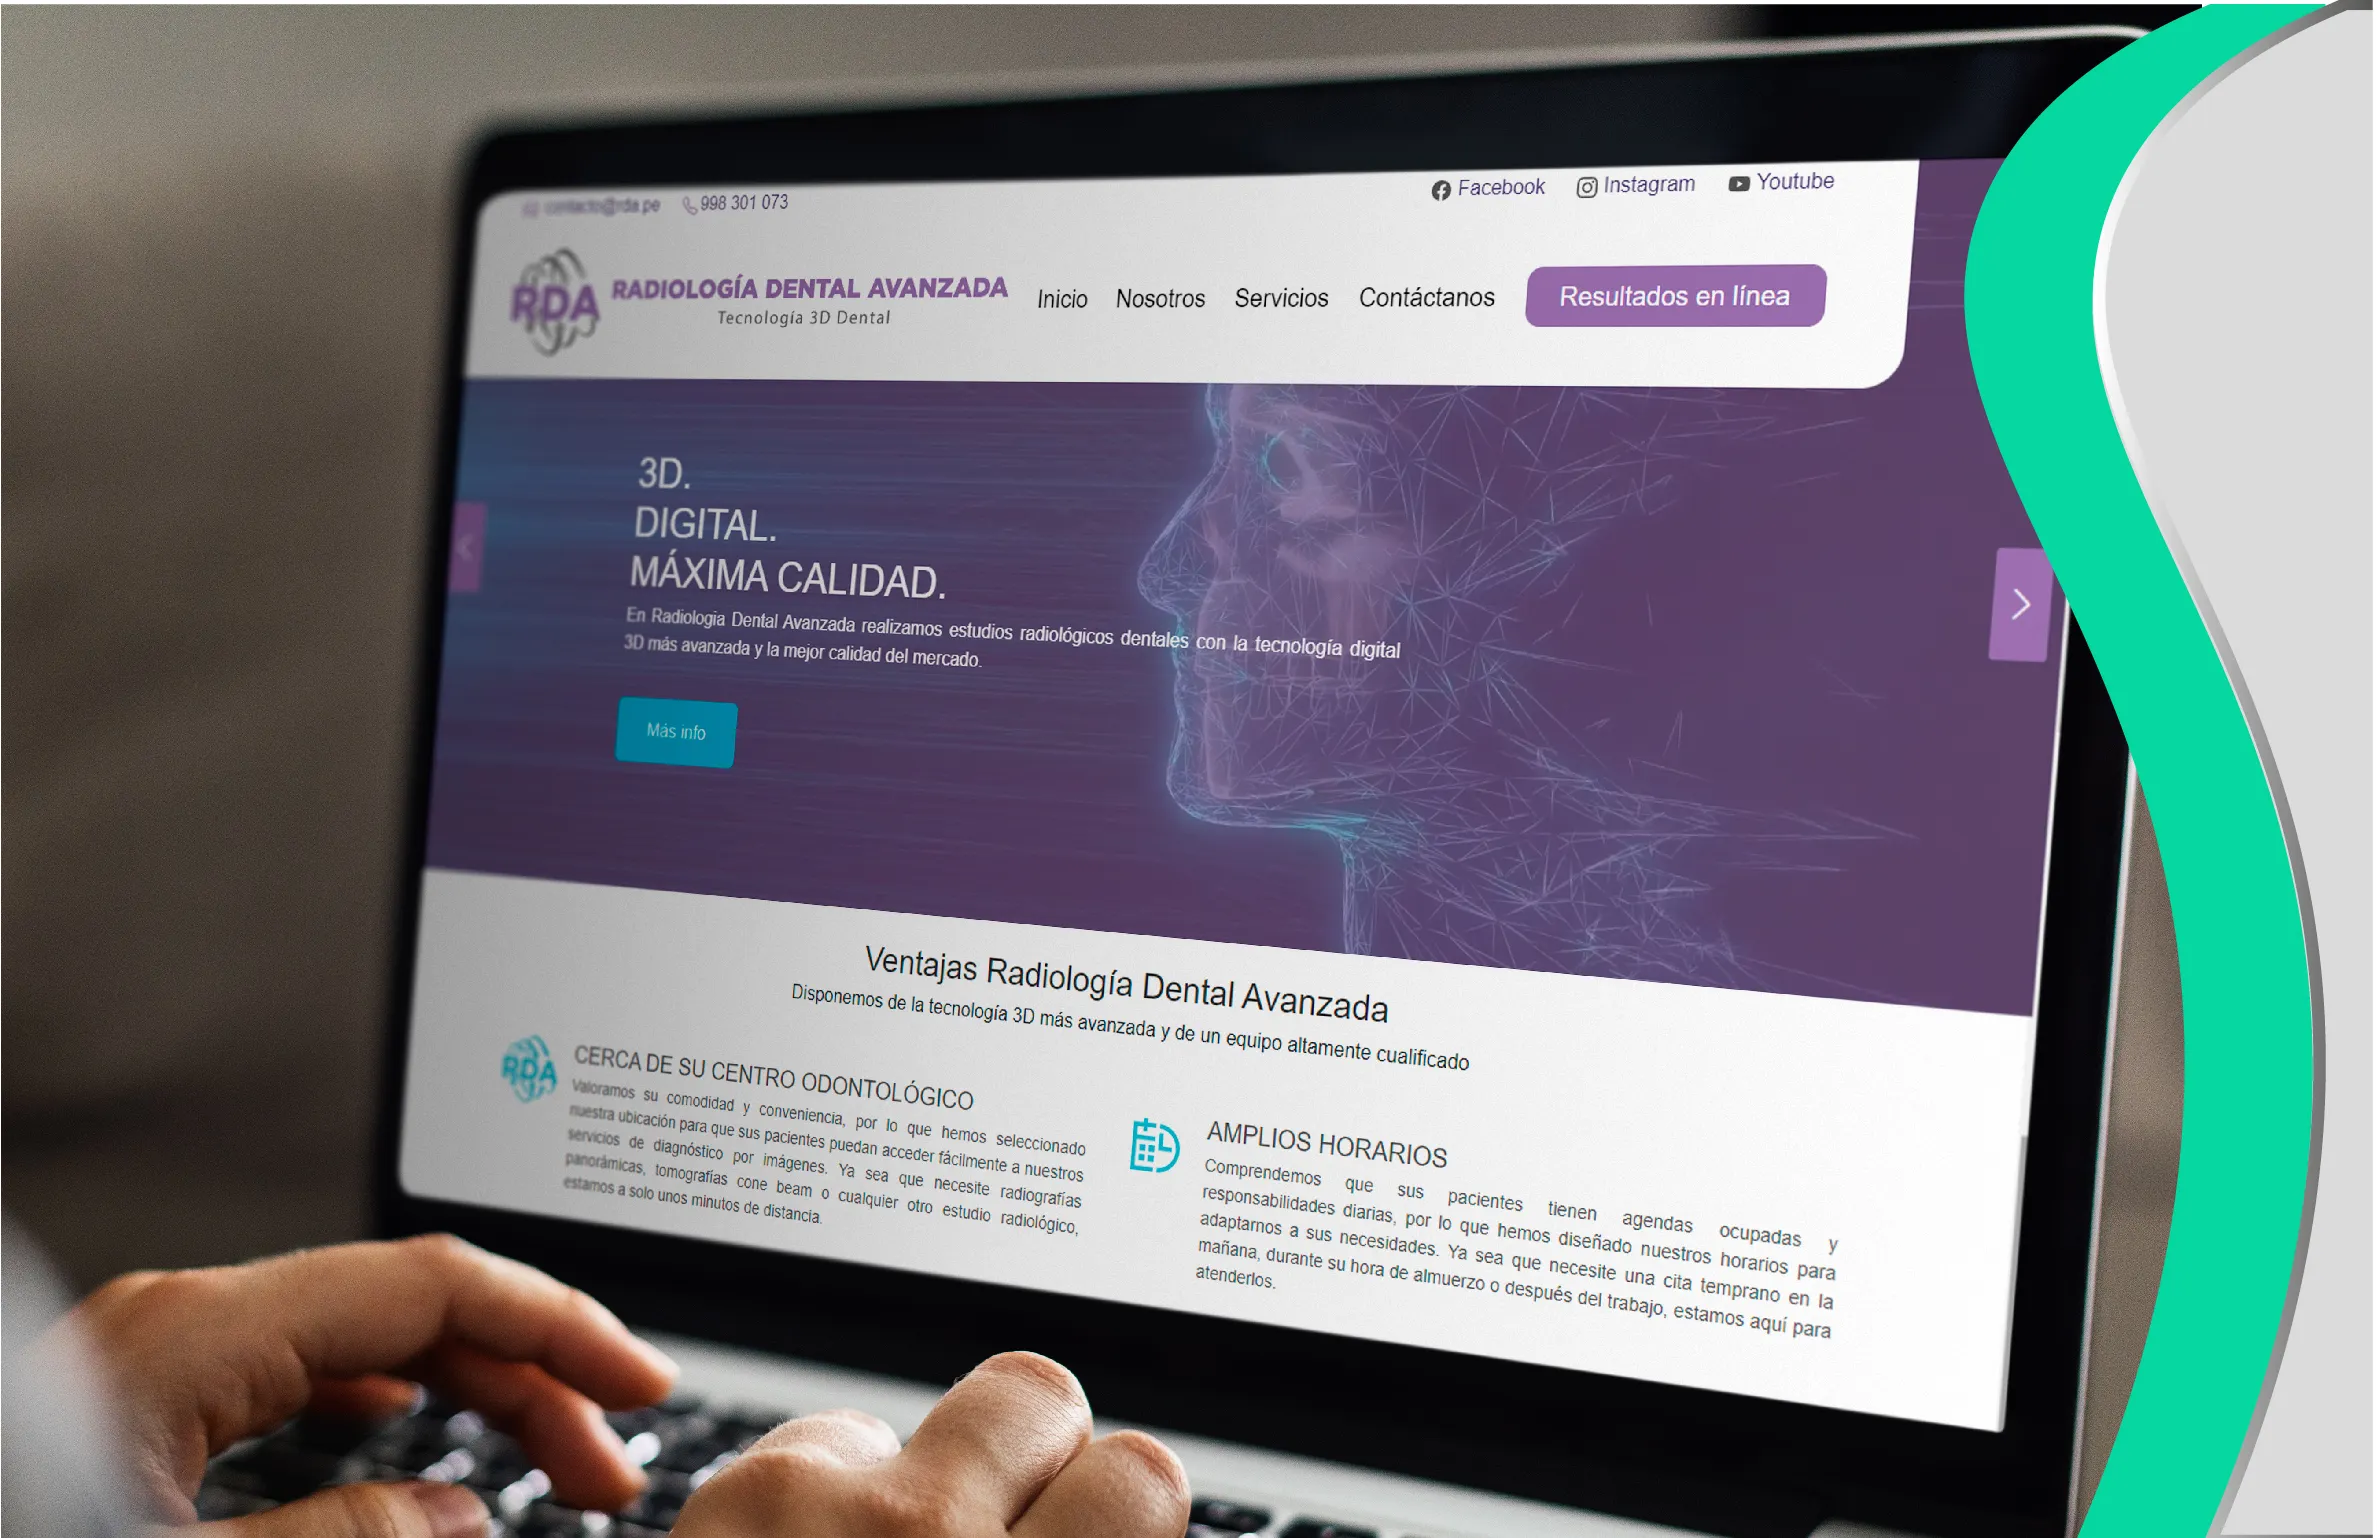 contacto@rda.pe 998 301 073 Facebook Instagram Youtube
RDA RADIOLOGÍA DENTAL AVANZADA
Tecnología 3D Dental
Inicio Nosotros Servicios Contáctanos Resultados en línea
3D.
DIGITAL.
MÁXIMA CALIDAD.
En Radiologia Dental Avanzada realizamos estudios radiológicos dentales con la tecnología digital
3D más avanzada y la mejor calidad del mercado.
Más info
Ventajas Radiología Dental Avanzada
Disponemos de la tecnología 3D más avanzada y de un equipo altamente cualificado
RDA
CERCA DE SU CENTRO ODONTOLÓGICO
Valoramos su comodidad y conveniencia, por lo que hemos seleccionado
nuestra ubicación para que sus pacientes puedan acceder fácilmente a nuestros
servicios de diagnóstico por imágenes. Ya sea que necesite radiografías
panorámicas, tomografías cone beam o cualquier otro estudio radiológico,
estamos a solo unos minutos de distancia.
AMPLIOS HORARIOS
Comprendemos que sus pacientes tienen agendas ocupadas y
responsabilidades diarias, por lo que hemos diseñado nuestros horarios para
adaptarnos a sus necesidades. Ya sea que necesite una cita temprano en la
mañana, durante su hora de almuerzo o después del trabajo, estamos aquí para
atenderlos.